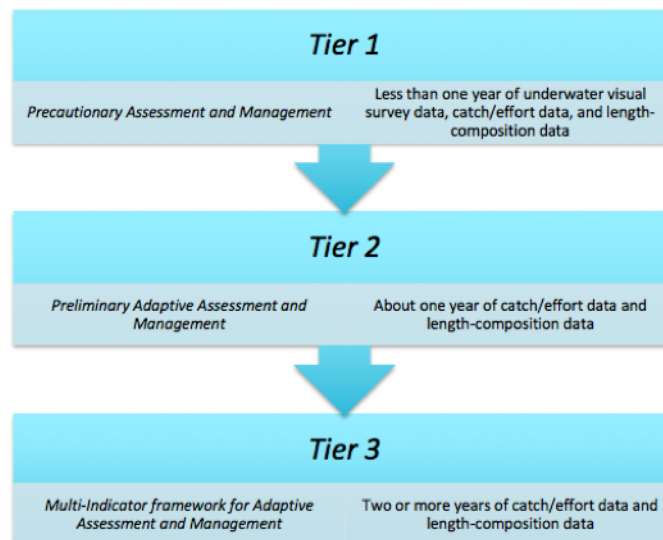 Tier 1
Precautionary Assessment and Management
Less than one year of underwater visual
survey data, catch/effort data, and length-
composition data
Tier 2
Preliminary Adaptive Assessment and
Management
About one year of catch/effort data and
length-composition data
Tier 3
Multi-Indicator framework for Adaptive
Assessment and Management
Two or more years of catch/effort data and
length-composition data